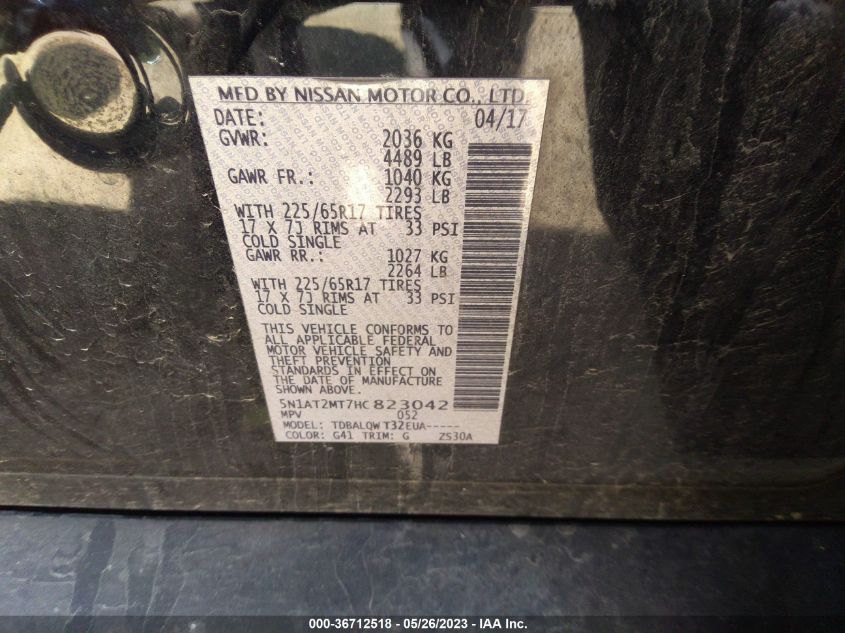 MFD BY NISSAN MOTOR CO., LTD.
DATE: 04/17
GVWR: 2036 KG
4489 LB
GAWR FR.: 1040 KG
2293 LB
WITH 225/65R17 TIRES
17 X 7J RIMS AT 33 PSI
COLD SINGLE
GAWR RR.: 1027 KG
2264 LB
WITH 225/65R17 TIRES
17 X 7J RIMS AT 33 PSI
COLD SINGLE
THIS VEHICLE CONFORMS TO
ALL APPLICABLE FEDERAL
MOTOR VEHICLE SAFETY AND
THEFT PREVENTION
STANDARDS IN EFFECT ON
THE DATE OF MANUFACTURE
SHOWN ABOVE.
5N1AT2MT7HC823042
MPV 052
MODEL: TDBALQW T32EUA-----
COLOR: G41 TRIM: G ZS30A
000-36712518 - 05/26/2023 - IAA Inc.